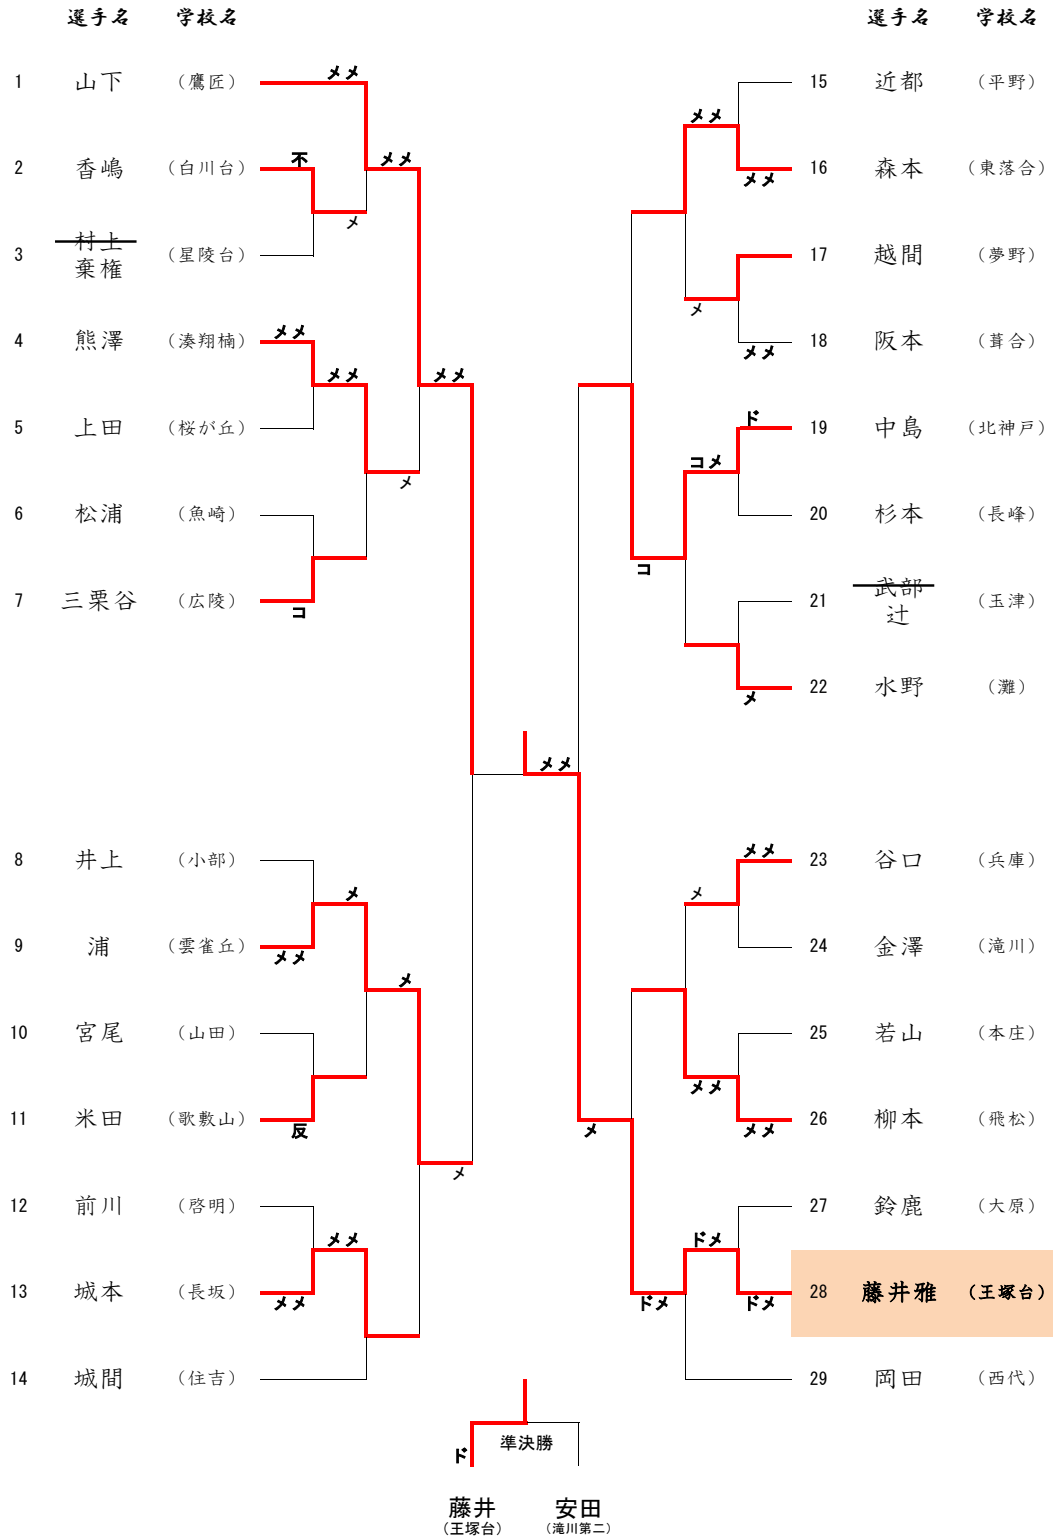 選手名 学校名 選手名 学校名
メメ
1 山下 （鷹匠） 15 近都 （平野）
メメ
不 メメ
2 香嶋 （白川台） 16 森本 （東落合）
メメ
メ
村上
3 棄権 （星陵台） 17 越間 （夢野）
メ
メメ
4 熊澤 （湊翔楠） 18 阪本 （葺合）
メメ
メメ メメ
ド
5 上田 （桜が丘） 19 中島 （北神戸）
コメ
メ
6 松浦 （魚崎） 20 杉本 （長峰）
コ
武部
7 三栗谷 （広陵） 21 辻 （玉津）
コ
22 水野 （灘）
メ
メメ
メメ
8 井上 （小部） 23 谷口 （兵庫）
メ メ
9 浦 （雲雀丘） 24 金澤 （滝川）
メメ
メ
10 宮尾 （山田） 25 若山 （本庄）
メメ
11 米田 （歌敷山） 26 柳本 （飛松）
反 メ メメ
メ
12 前川 （啓明） 27 鈴鹿 （大原）
メメ ドメ
13 城本 （長坂） 28 藤井雅 （王塚台）
メメ ドメ ドメ
14 城間 （住吉） 29 岡田 （西代）
準決勝
ド
藤井 安田
（王塚台） （滝川第二）